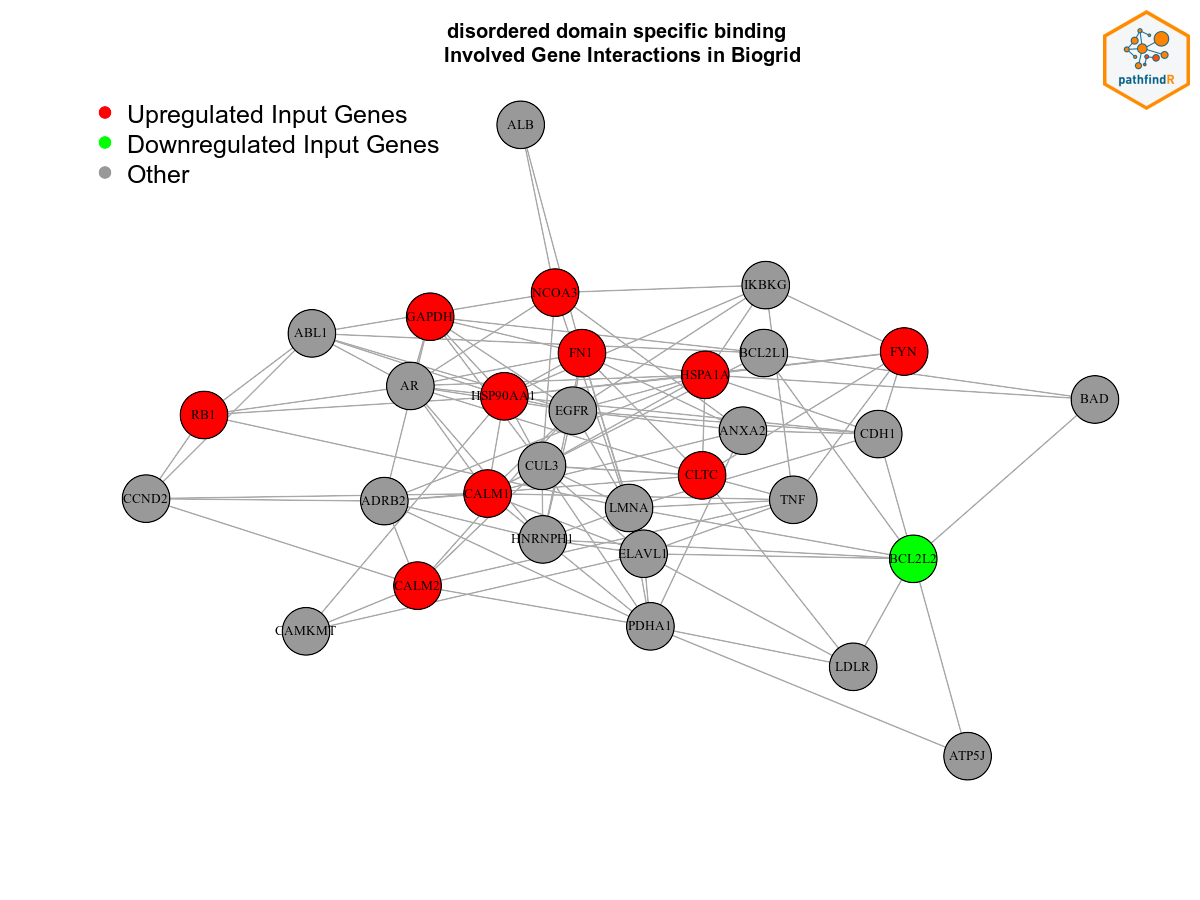 disordered domain specific binding
Involved Gene Interactions in Biogrid
pathfindR
Upregulated Input Genes
Downregulated Input Genes
Other
ALB
IKBKG
NCOA3
GAPDH
ABL1
FN1
BCL2L1
FYN
HSPA1A
AR
HSP90AA1
BAD
EGFR
RB1
ANXA2
CDH1
CUL3
CLTC
CALM1
CCND2
ADRB2
TNF
LMNA
HNRNPH1
ELAVL1
BCL2L2
CALM2
PDHA1
CAMKMT
LDLR
ATP5J